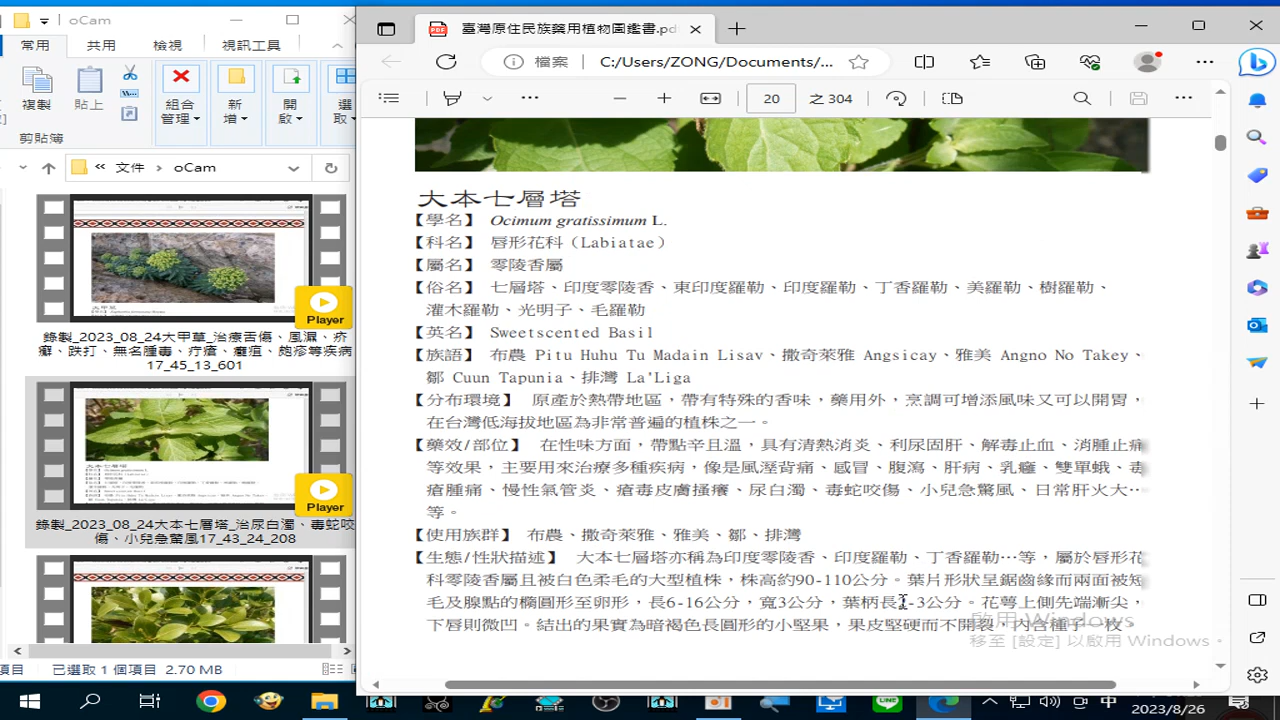 oCam
常用 共用 檢視 視訊工具
複製 貼上 組合管理 新增 開啟 選取
剪貼簿
文件 oCam
Player
錄製_2023_08_24大甲草_治療舌傷、風濕、疥
癬、跌打、無名腫毒、疔瘡、癰疽、皰疹等疾病
17_45_13_601
Player
錄製_2023_08_24大本七層塔_治尿白濁、毒蛇咬
傷、小兒急驚風17_43_24_208
項目 已選取 1 個項目 2.70 MB
臺灣原住民族藥用植物圖鑑書.pdf
檔案 C:/Users/ZONG/Documents/...
20 之 304
大本七層塔
【學名】 Ocimum gratissimum L.
【科名】 唇形花科（Labiatae）
【屬名】 零陵香屬
【俗名】 七層塔、印度零陵香、東印度羅勒、印度羅勒、丁香羅勒、美羅勒、樹羅勒、
灌木羅勒、光明子、毛羅勒
【英名】 Sweetscented Basil
【族語】 布農 Pitu Huhu Tu Madain Lisav、撒奇萊雅 Angsicay、雅美 Angno No Takey、
鄒 Cuun Tapunia、排灣 La'Liga
【分布環境】 原產於熱帶地區，帶有特殊的香味，藥用外，烹調可增添風味又可以開胃，
在台灣低海拔地區為非常普遍的植株之一。
【藥效/部位】 在性味方面，帶點辛且溫，具有清熱消炎、利尿固肝、解毒止血、消腫止痛
等效果，主要用來治療多種疾病，像是風溼背骨、感冒、腹瀉、肝病、乳癰、雙單蛾、毒
瘡腫痛、慢性氣管炎、瘡毒皮膚搔癢、尿白濁、毒蛇咬傷、小兒急驚風、日常肝火大…
等。
【使用族群】 布農、撒奇萊雅、雅美、鄒、排灣
【生態/性狀描述】 大本七層塔亦稱為印度零陵香、印度羅勒、丁香羅勒…等，屬於唇形花
科零陵香屬且被白色柔毛的大型植株，株高約90-110公分。葉片形狀呈鋸齒緣而兩面被短
毛及腺點的橢圓形至卵形，長6-16公分，寬3公分，葉柄長1-3公分。花萼上側先端漸尖，
下唇則微凹。結出的果實為暗褐色長圓形的小堅果，果皮堅硬而不開裂，內含種子一枚。
啟用 Windows
移至 [設定] 以啟用 Windows。
LINE
中
2023/8/26